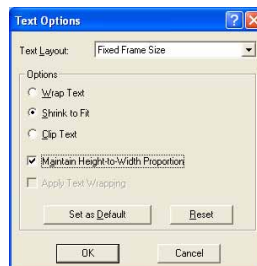 Text Options
Text Layout: Fixed Frame Size
Options
Wrap Text
Shrink to Fit
Clip Text
Maintain Height-to-Width Proportion
Apply Text Wrapping
Set as Default Reset
OK Cancel